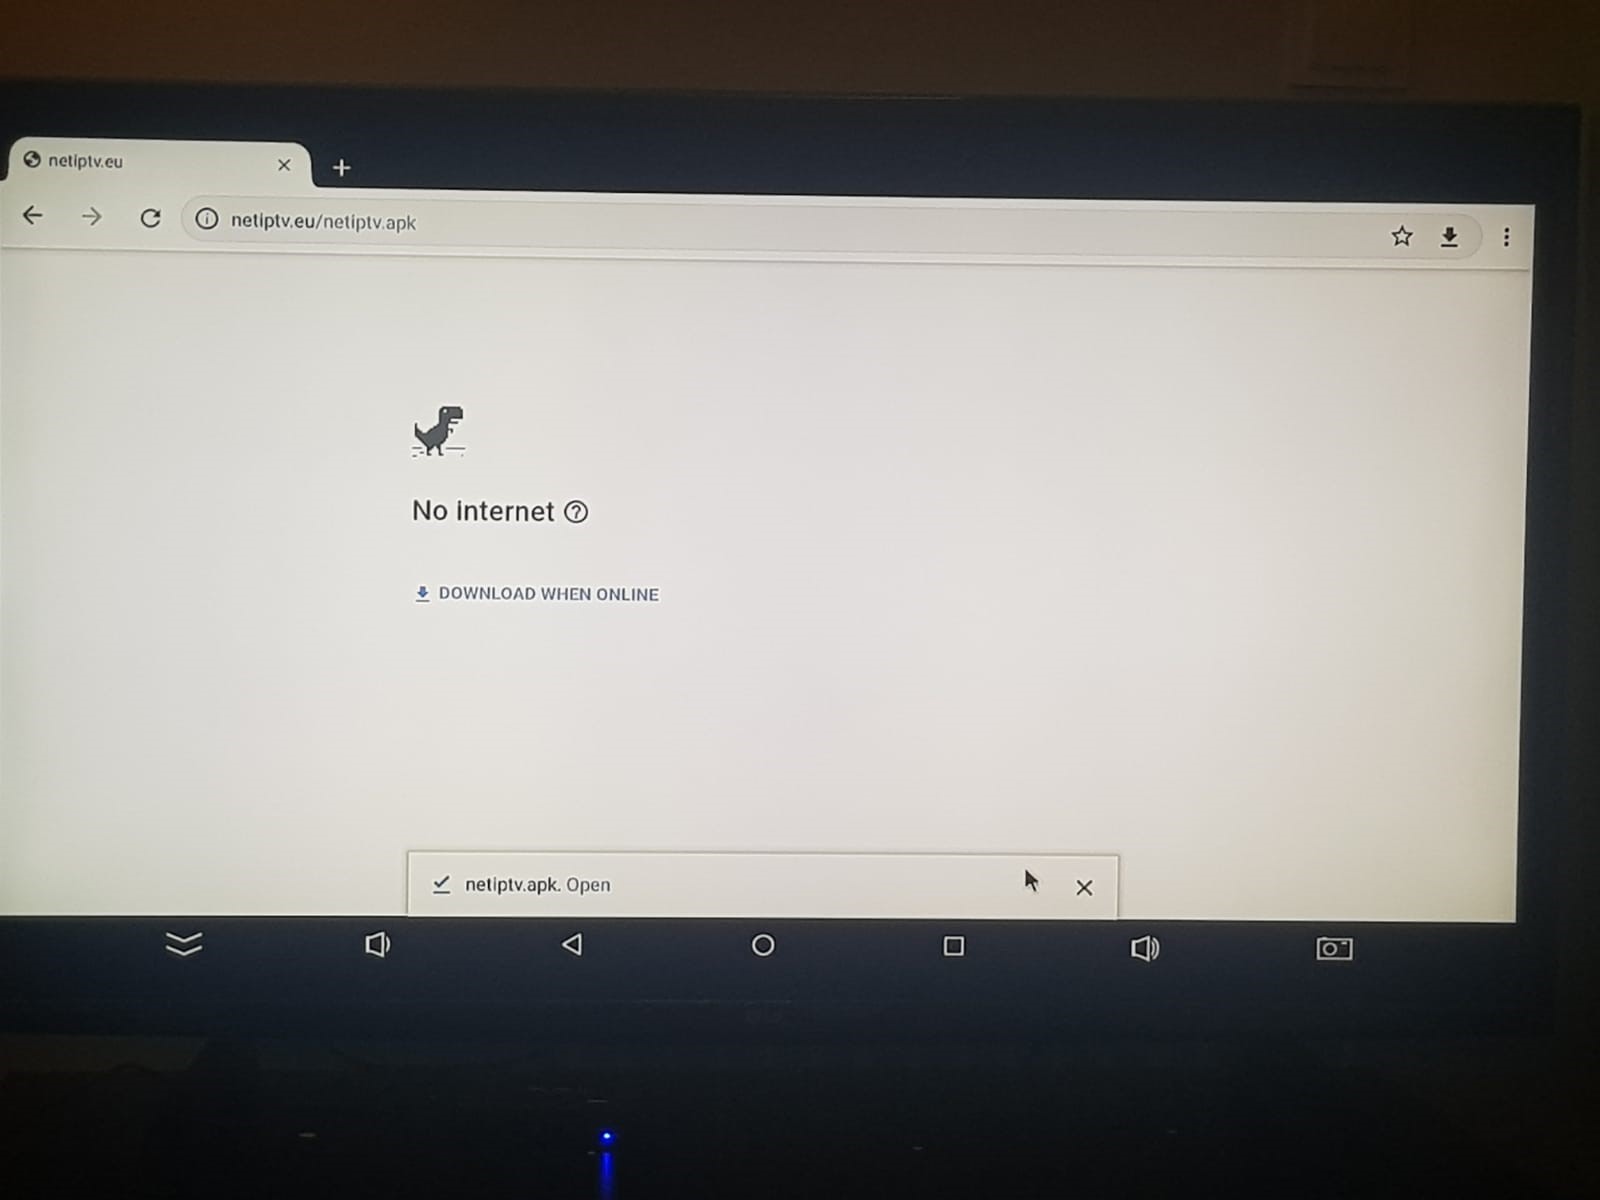 netiptv.eu
netiptv.eu/netiptv.apk
No internet
DOWNLOAD WHEN ONLINE
netiptv.apk. Open